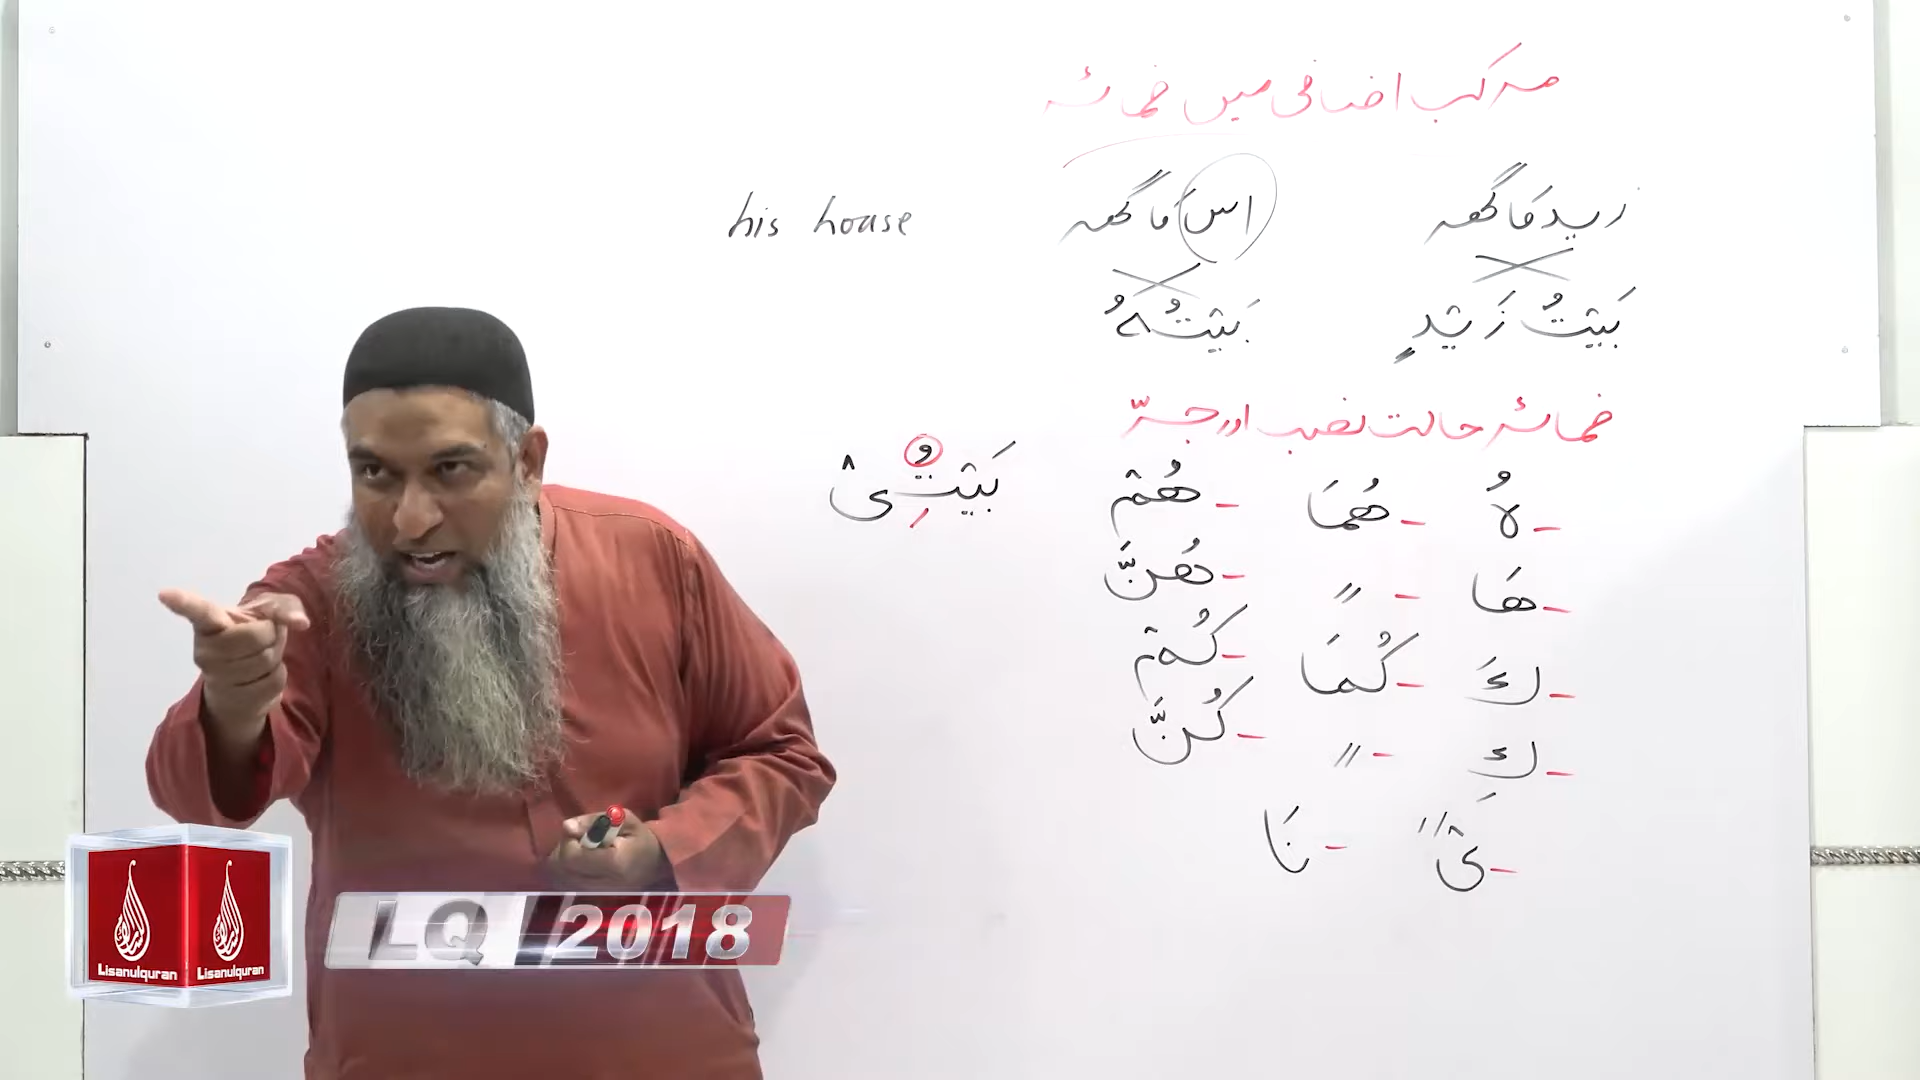 مرکب اضافی میں ضمائر
زید کا گھر اس کا گھر his house
بَيْتُ زَيْدٍ بَيْتُهُ
ضمائر حالت نصب اور جرّ
ـهُ ـهُمَا ـهُمْ بَيْتِيْ
ـهَا ـ〃 ـهُنَّ
ـكَ ـكُمَا ـكُمْ
ـكِ ـ〃 ـكُنَّ
ـیْ ـنَا
LQ 2018
Lisanulquran Lisanulquran